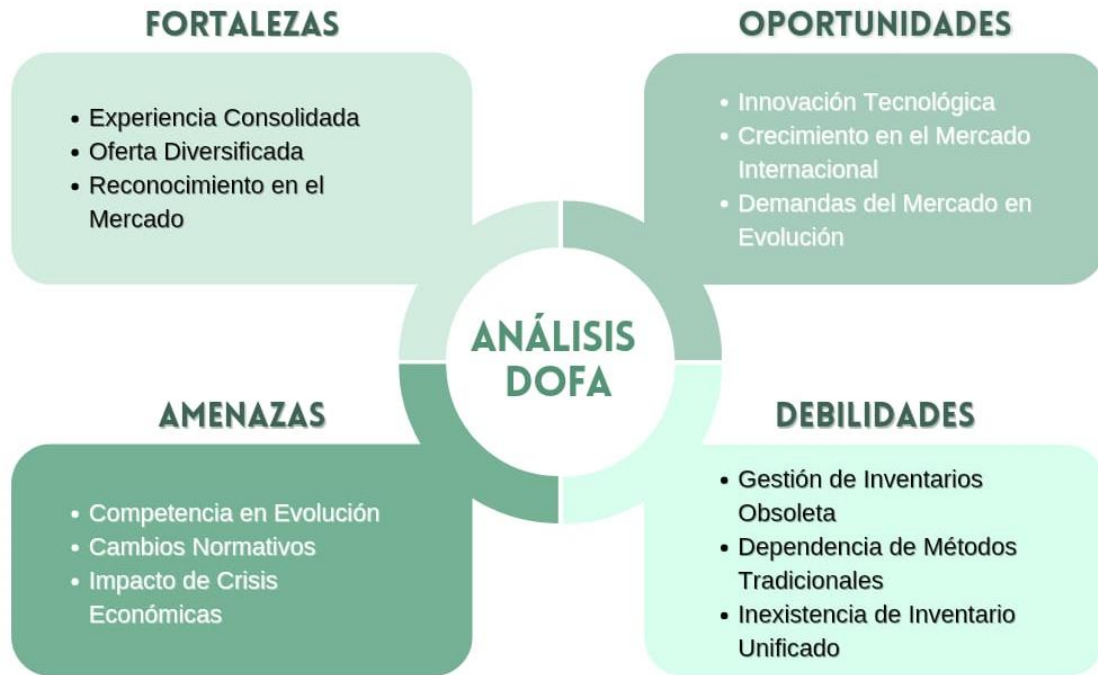 FORTALEZAS
• Experiencia Consolidada
• Oferta Diversificada
• Reconocimiento en el
Mercado
OPORTUNIDADES
• Innovación Tecnológica
• Crecimiento en el Mercado
Internacional
• Demandas del Mercado en
Evolución
ANÁLISIS
DOFA
AMENAZAS
• Competencia en Evolución
• Cambios Normativos
• Impacto de Crisis
Económicas
DEBILIDADES
• Gestión de Inventarios
Obsoleta
• Dependencia de Métodos
Tradicionales
• Inexistencia de Inventario
Unificado